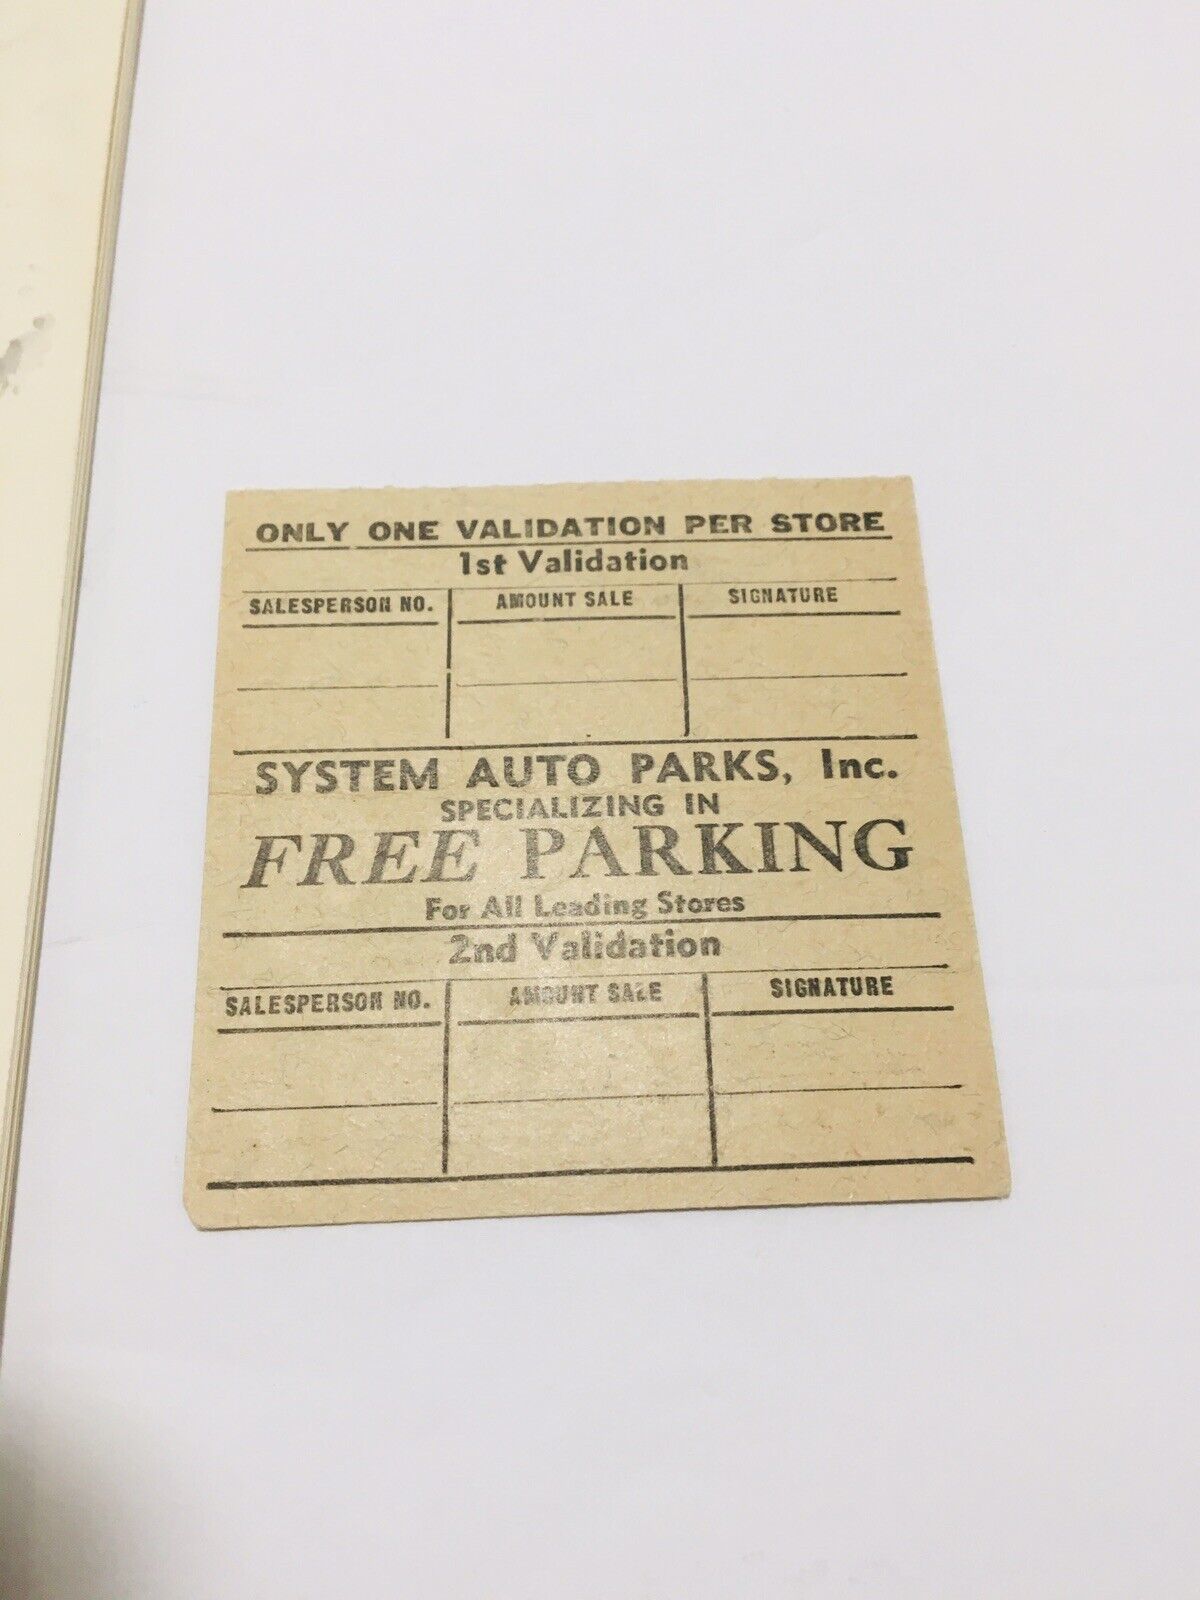 ONLY ONE VALIDATION PER STORE
1st Validation
SALESPERSON NO. AMOUNT SALE SIGNATURE
SYSTEM AUTO PARKS, Inc.
SPECIALIZING IN
FREE PARKING
For All Leading Stores
2nd Validation
SALESPERSON NO. AMOUNT SALE SIGNATURE